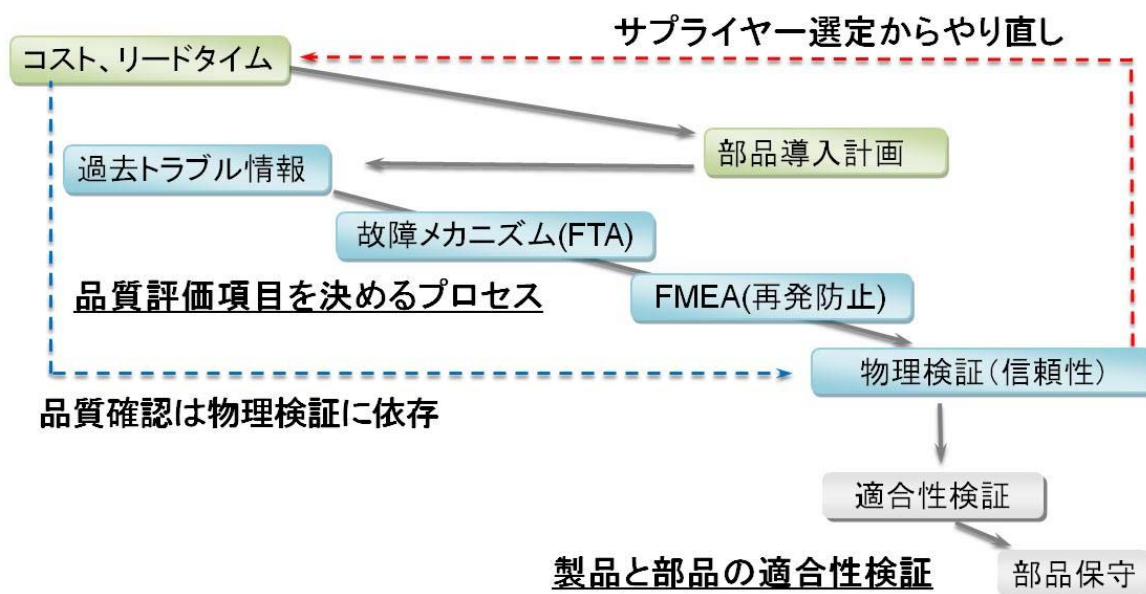 サプライヤー選定からやり直し
コスト、リードタイム
部品導入計画
過去トラブル情報
故障メカニズム(FTA)
品質評価項目を決めるプロセス
FMEA(再発防止)
物理検証(信頼性)
品質確認は物理検証に依存
適合性検証
製品と部品の適合性検証
部品保守